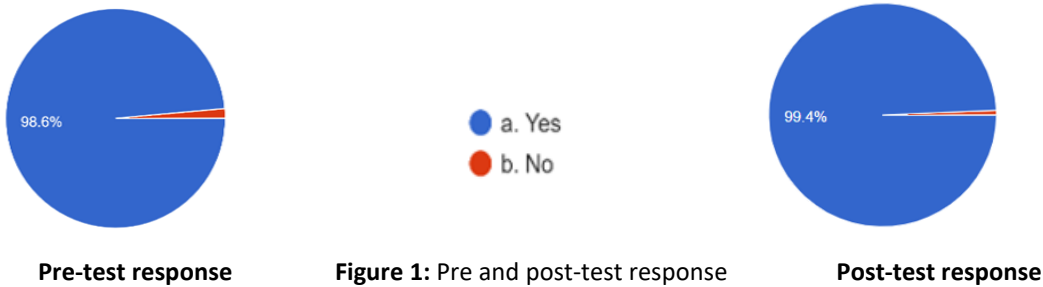 98.6%
a. Yes
b. No
99.4%
Pre-test response
Figure 1: Pre and post-test response
Post-test response